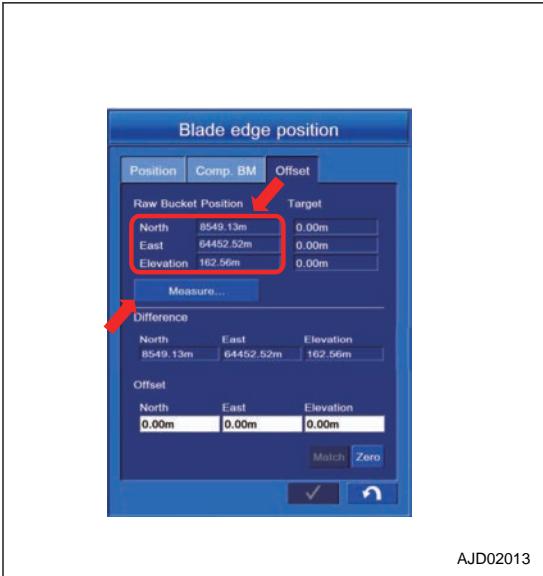 Blade edge position
Position Comp. BM Offset
Raw Bucket Position Target
North 8549.13m 0.00m
East 64452.52m 0.00m
Elevation 162.56m 0.00m
Measure...
Difference
North East Elevation
8549.13m 64452.52m 162.56m
Offset
North East Elevation
0.00m 0.00m 0.00m
Match Zero
AJD02013